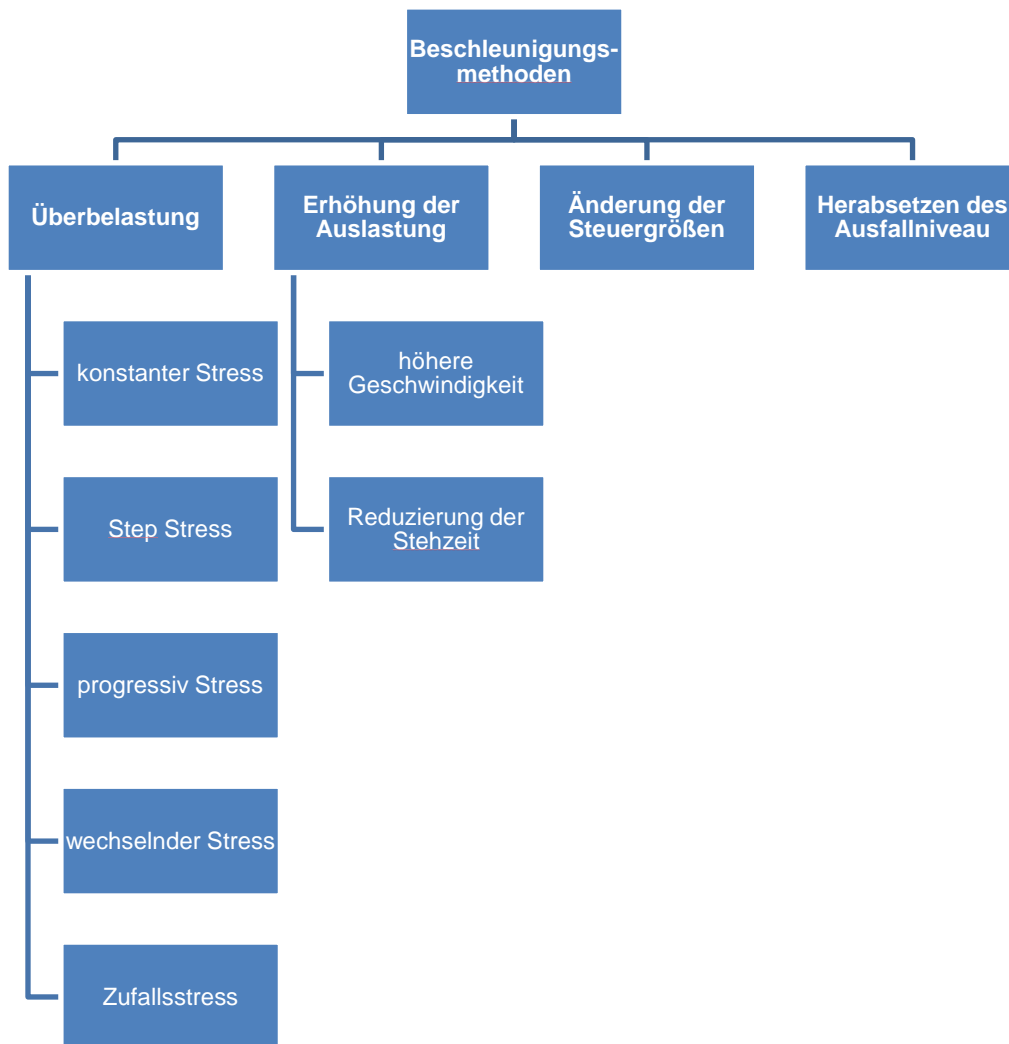 Beschleunigungs-
methoden
Überbelastung
Erhöhung der
Auslastung
Änderung der
Steuergrößen
Herabsetzen des
Ausfallniveau
konstanter Stress
höhere
Geschwindigkeit
Step Stress
Reduzierung der
Stehzeit
progressiv Stress
wechselnder Stress
Zufallsstress